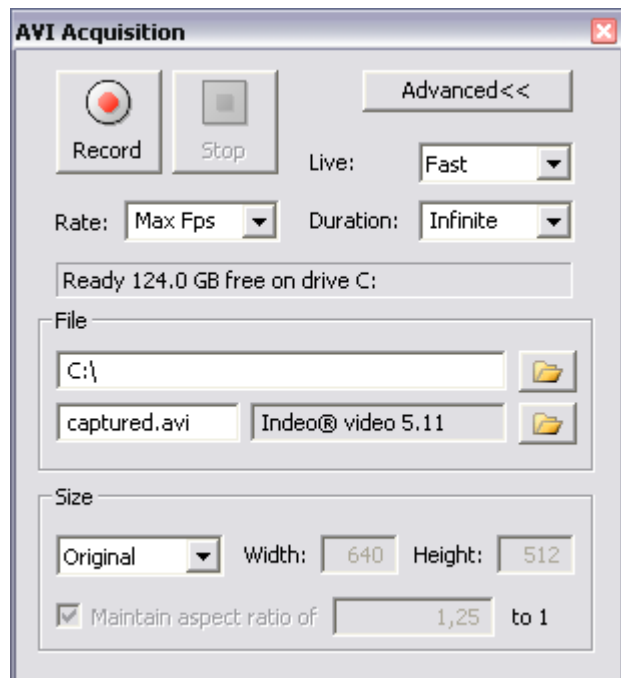 AVI Acquisition
Advanced<<
Record
Stop
Live:
Fast
Rate:
Max Fps
Duration:
Infinite
Ready 124.0 GB free on drive C:
File
C:\
captured.avi
Indeo® video 5.11
Size
Original
Width:
640
Height:
512
Maintain aspect ratio of
1,25
to 1